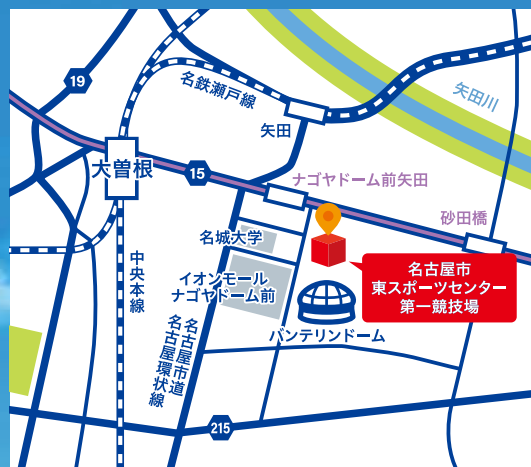 19
名鉄瀬戸線
矢田川
矢田
大曽根
15
ナゴヤドーム前矢田
砂田橋
名城大学
中央本線
イオンモール
ナゴヤドーム前
名古屋市
東スポーツセンター
第一競技場
バンテリンドーム
名古屋市道
名古屋環状線
215